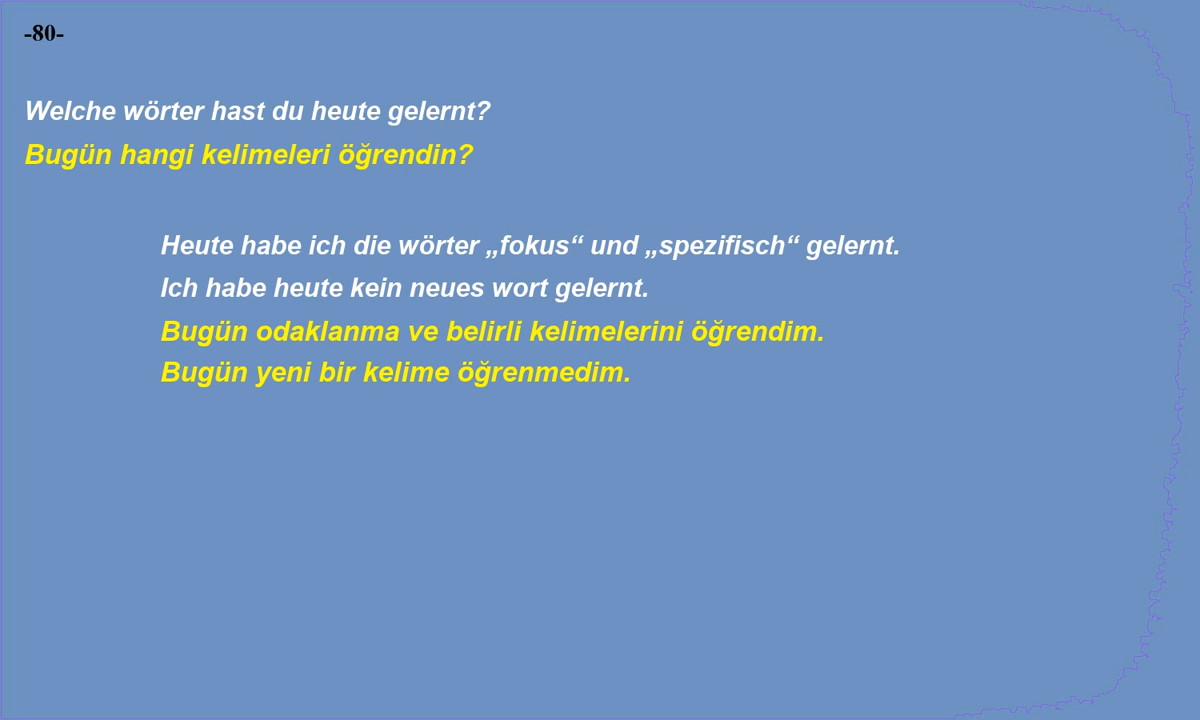 -80-
Welche wörter hast du heute gelernt?
Bugün hangi kelimeleri öğrendin?
Heute habe ich die wörter „fokus“ und „spezifisch“ gelernt.
Ich habe heute kein neues wort gelernt.
Bugün odaklanma ve belirli kelimelerini öğrendim.
Bugün yeni bir kelime öğrenmedim.